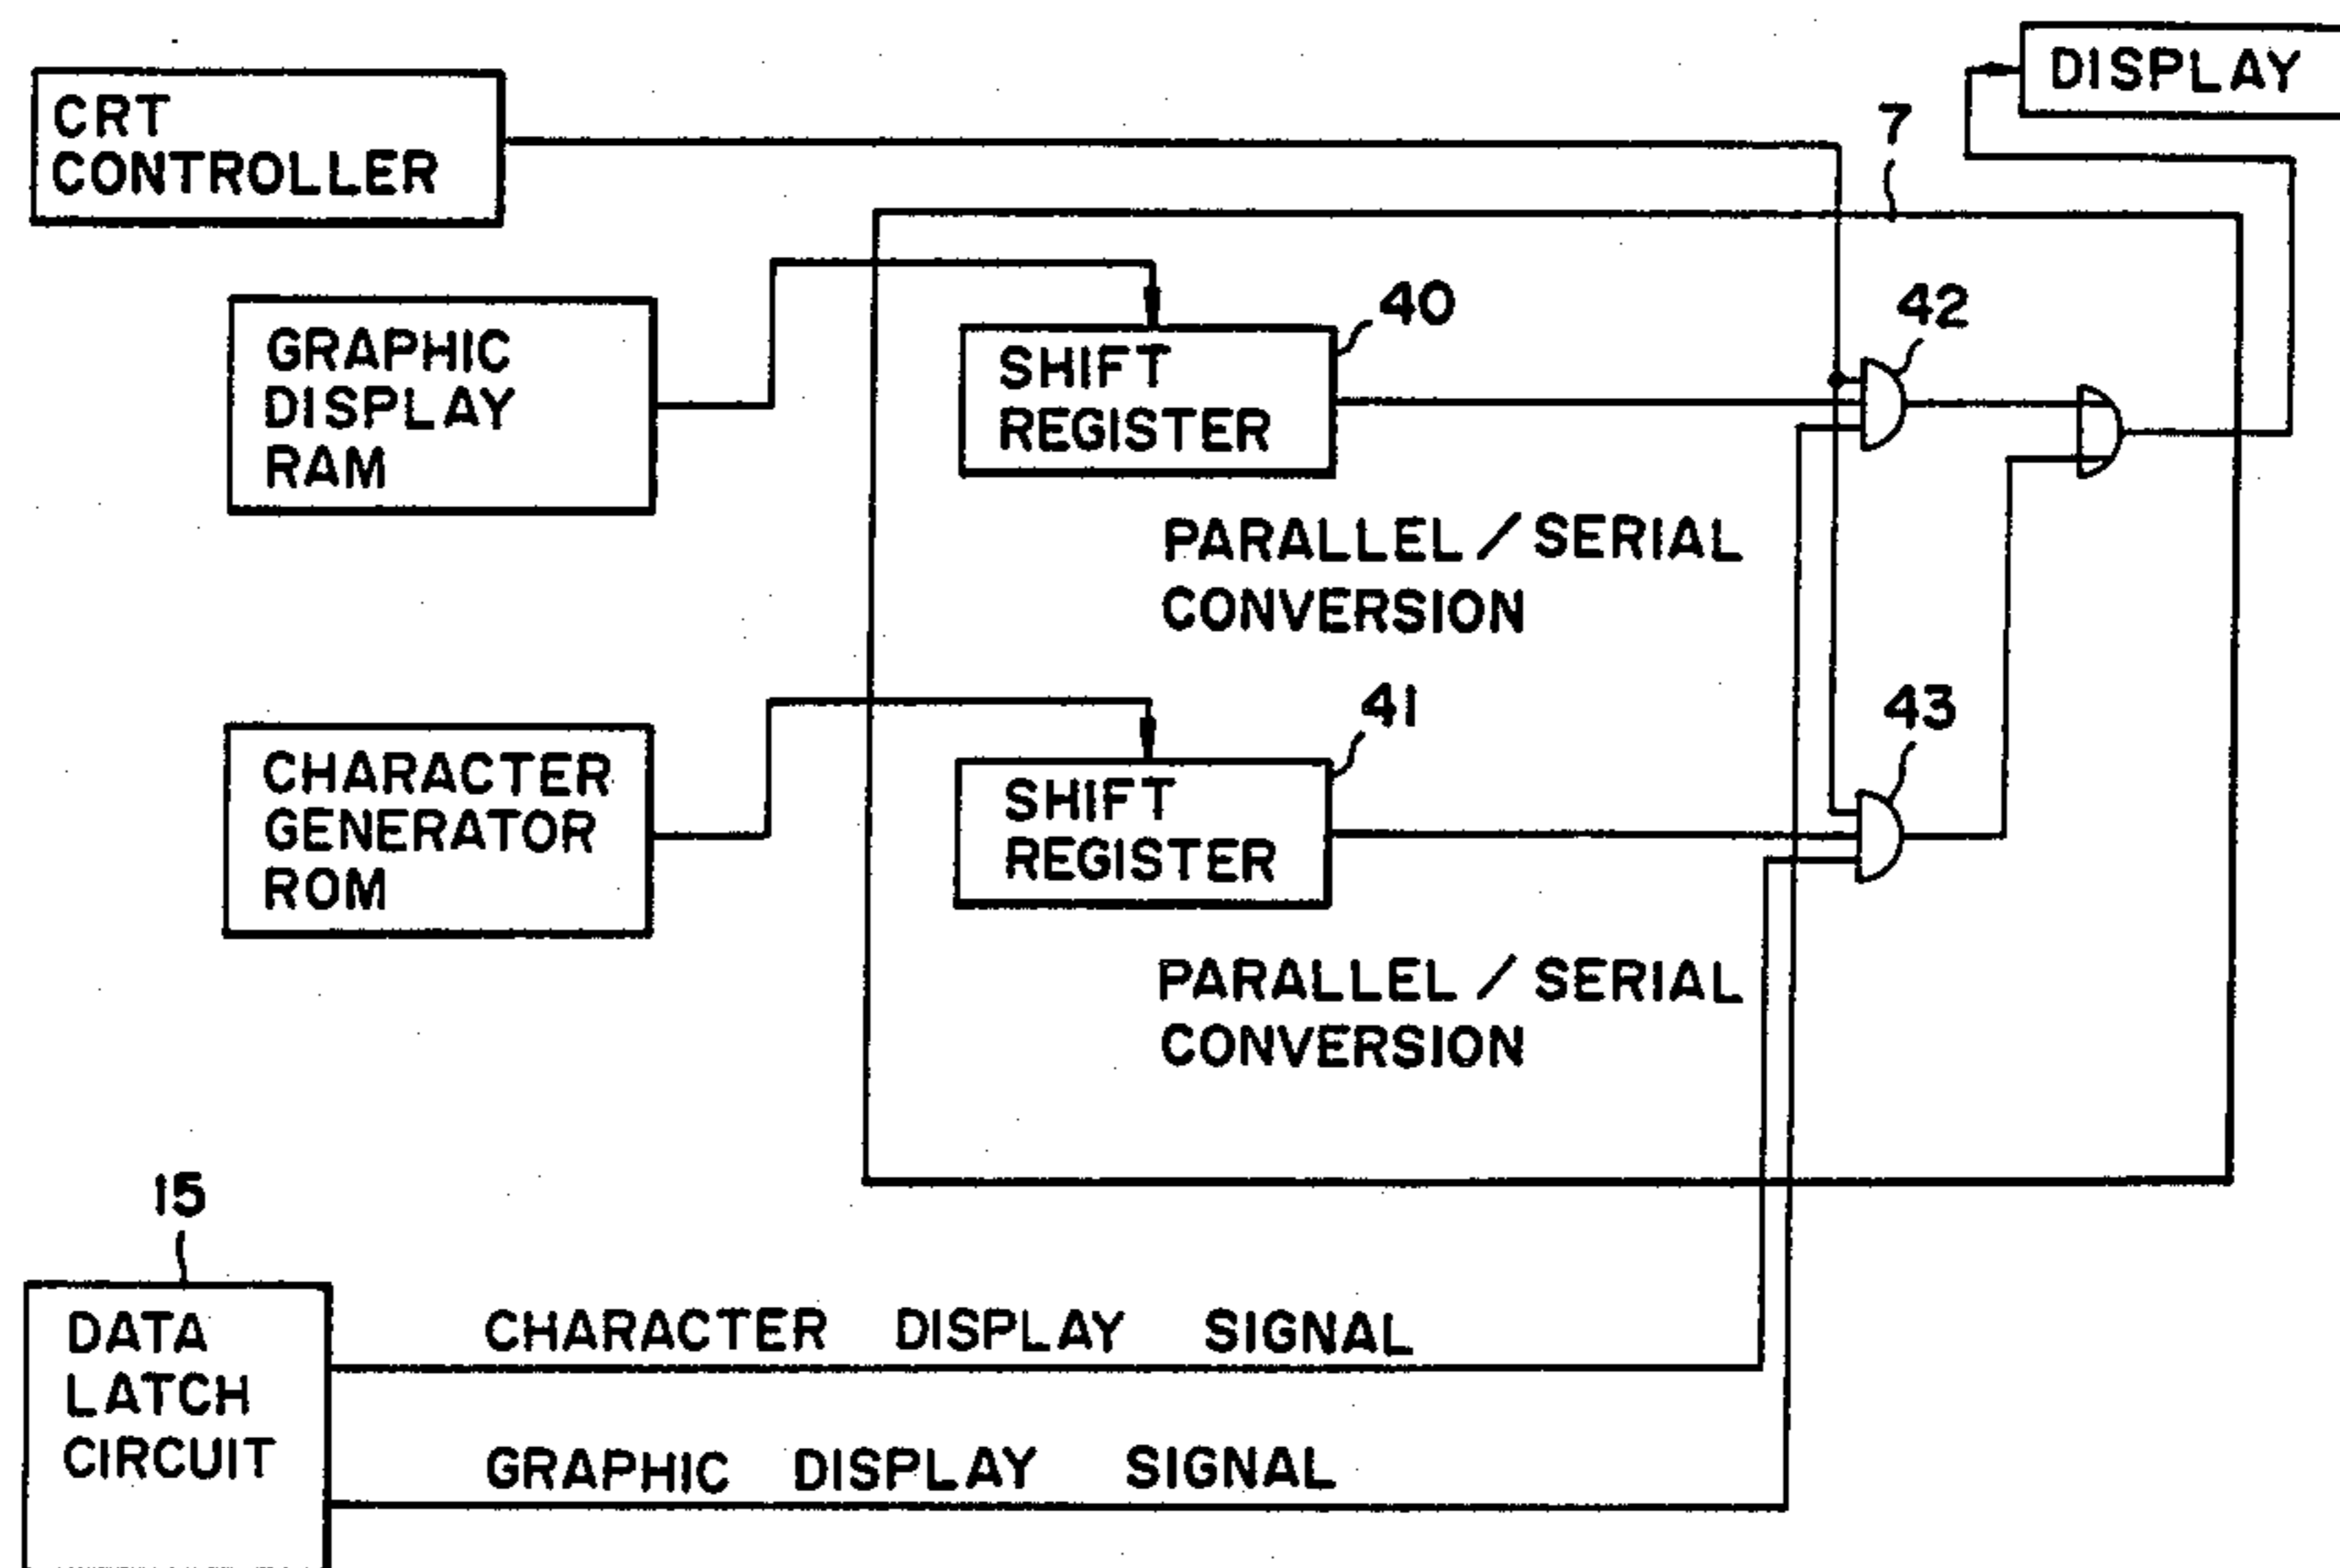 DISPLAY
CRT
CONTROLLER
7
GRAPHIC
DISPLAY
RAM
SHIFT
REGISTER
40
42
PARALLEL / SERIAL
CONVERSION
CHARACTER
GENERATOR
ROM
SHIFT
REGISTER
41
43
PARALLEL / SERIAL
CONVERSION
15
DATA
LATCH
CIRCUIT
CHARACTER DISPLAY SIGNAL
GRAPHIC DISPLAY SIGNAL